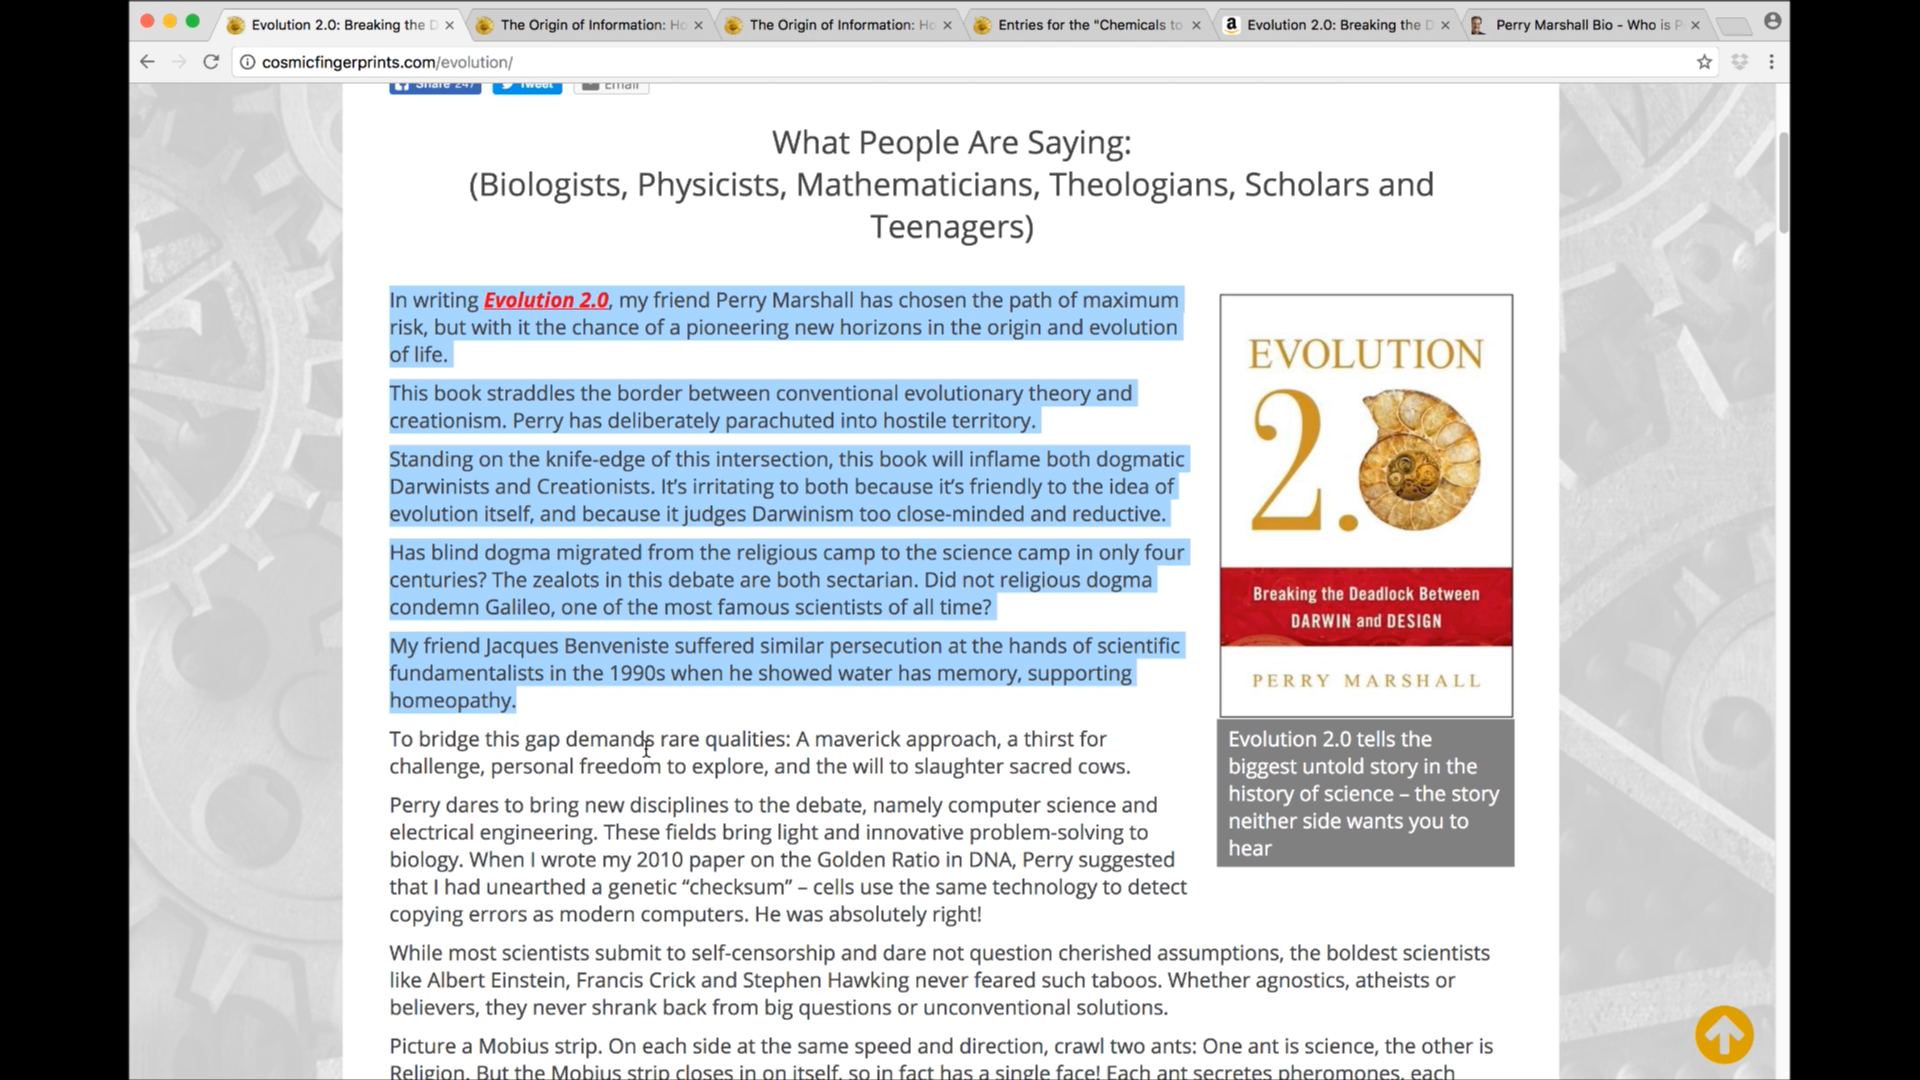 Evolution 2.0: Breaking the D
The Origin of Information: Ho
The Origin of Information: Ho
Entries for the "Chemicals to
Evolution 2.0: Breaking the D
Perry Marshall Bio - Who is P
cosmicfingerprints.com/evolution/
Share 247
Tweet
Email
What People Are Saying:
(Biologists, Physicists, Mathematicians, Theologians, Scholars and
Teenagers)
In writing Evolution 2.0, my friend Perry Marshall has chosen the path of maximum
risk, but with it the chance of a pioneering new horizons in the origin and evolution
of life.
This book straddles the border between conventional evolutionary theory and
creationism. Perry has deliberately parachuted into hostile territory.
Standing on the knife-edge of this intersection, this book will inflame both dogmatic
Darwinists and Creationists. It’s irritating to both because it’s friendly to the idea of
evolution itself, and because it judges Darwinism too close-minded and reductive.
Has blind dogma migrated from the religious camp to the science camp in only four
centuries? The zealots in this debate are both sectarian. Did not religious dogma
condemn Galileo, one of the most famous scientists of all time?
My friend Jacques Benveniste suffered similar persecution at the hands of scientific
fundamentalists in the 1990s when he showed water has memory, supporting
homeopathy.
To bridge this gap demands rare qualities: A maverick approach, a thirst for
challenge, personal freedom to explore, and the will to slaughter sacred cows.
Perry dares to bring new disciplines to the debate, namely computer science and
electrical engineering. These fields bring light and innovative problem-solving to
biology. When I wrote my 2010 paper on the Golden Ratio in DNA, Perry suggested
that I had unearthed a genetic “checksum” – cells use the same technology to detect
copying errors as modern computers. He was absolutely right!
While most scientists submit to self-censorship and dare not question cherished assumptions, the boldest scientists
like Albert Einstein, Francis Crick and Stephen Hawking never feared such taboos. Whether agnostics, atheists or
believers, they never shrank back from big questions or unconventional solutions.
Picture a Mobius strip. On each side at the same speed and direction, crawl two ants: One ant is science, the other is
Religion. But the Mobius strip closes in on itself, so in fact has a single face! Each ant secretes pheromones, each
EVOLUTION
2.0
Breaking the Deadlock Between
DARWIN and DESIGN
PERRY MARSHALL
Evolution 2.0 tells the
biggest untold story in the
history of science – the story
neither side wants you to
hear